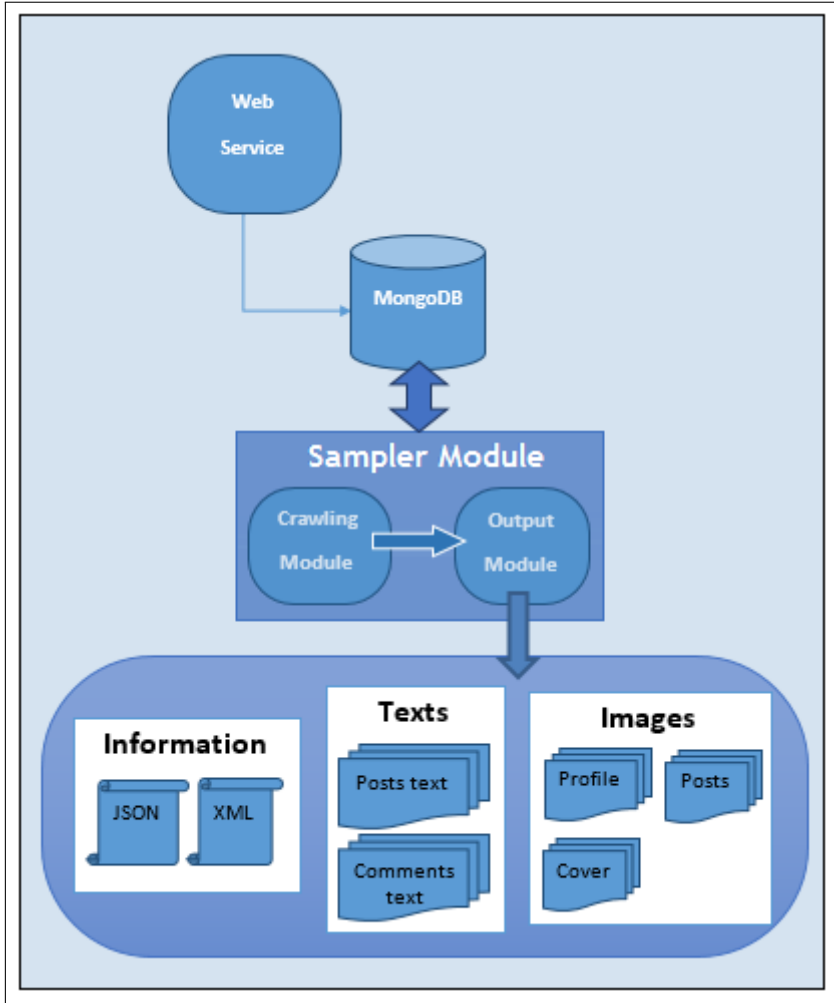 Web
Service
MongoDB
Sampler Module
Crawling
Module
Output
Module
Information
JSON
XML
Texts
Posts text
Comments
text
Images
Profile
Posts
Cover